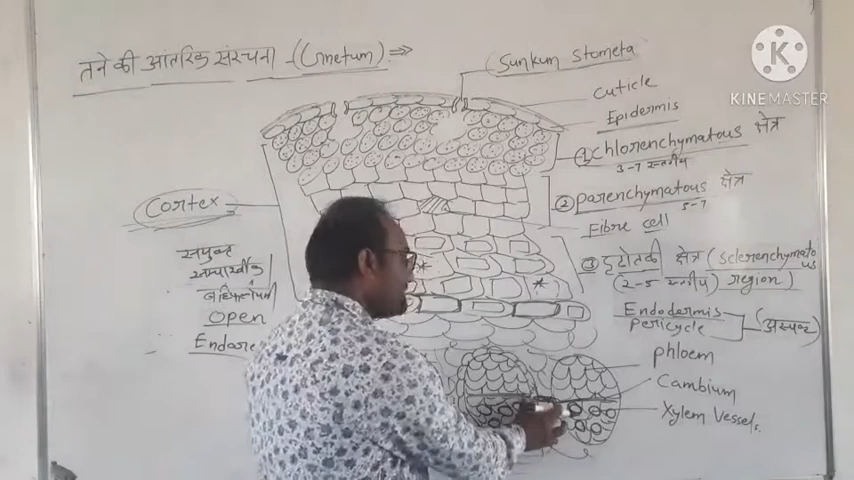 तने की आंतरिक संरचना - (Gnetum) ⇒
Sunkum Stometa
K
KINEMASTER
Cuticle
Epidermis
① Chlorenchymatous क्षेत्र
3-7 स्तरीय
② Parenchymatous क्षेत्र
5-7
Fibre cell
③ दृढोतकी क्षेत्र (Sclerenchymatous
(2-5 स्तरीय) region)
Endodermis
Pericycle
(अस्पष्ट)
Phloem
Cambium
Xylem Vessels.
Cortex
संयुक्त
Open